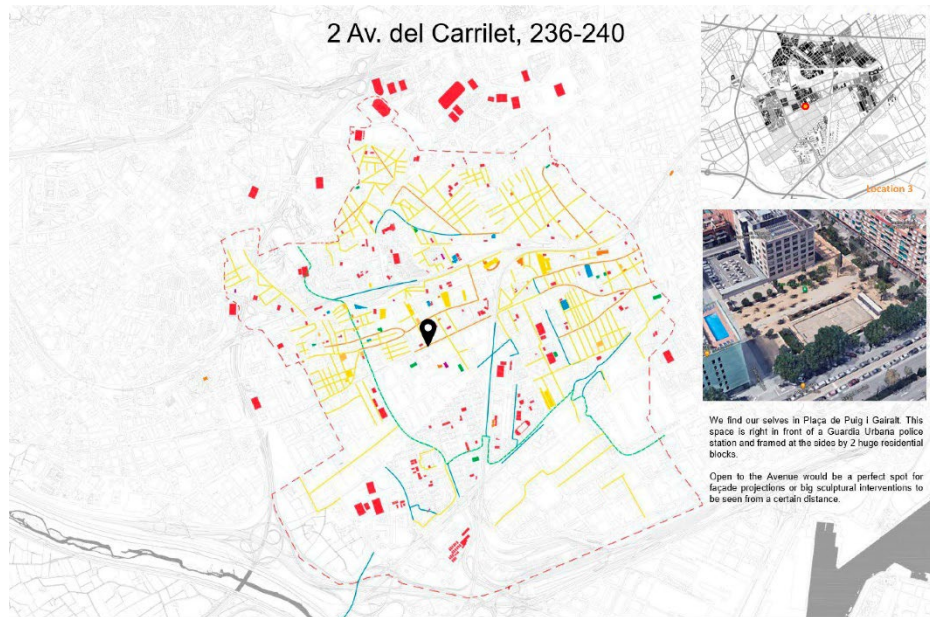 2 Av. del Carrilet, 236-240
Location 3
We find our selves in Plaça de Puig i Gairalt. This
space is right in front of a Guardia Urbana police
station and framed at the sides by 2 huge residential
blocks.
Open to the Avenue would be a perfect spot for
façade projections or big sculptural interventions to
be seen from a certain distance.